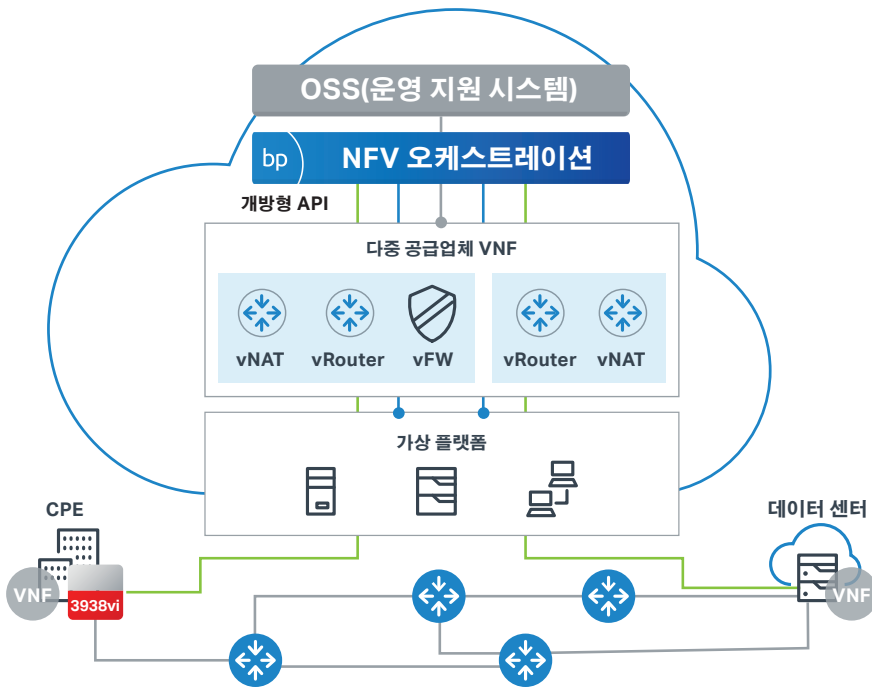 OSS(운영 지원 시스템)
bp NFV 오케스트레이션
개방형 API
다중 공급업체 VNF
vNAT vRouter vFW vRouter vNAT
가상 플랫폼
CPE
데이터 센터
VNF
3938vi
VNF